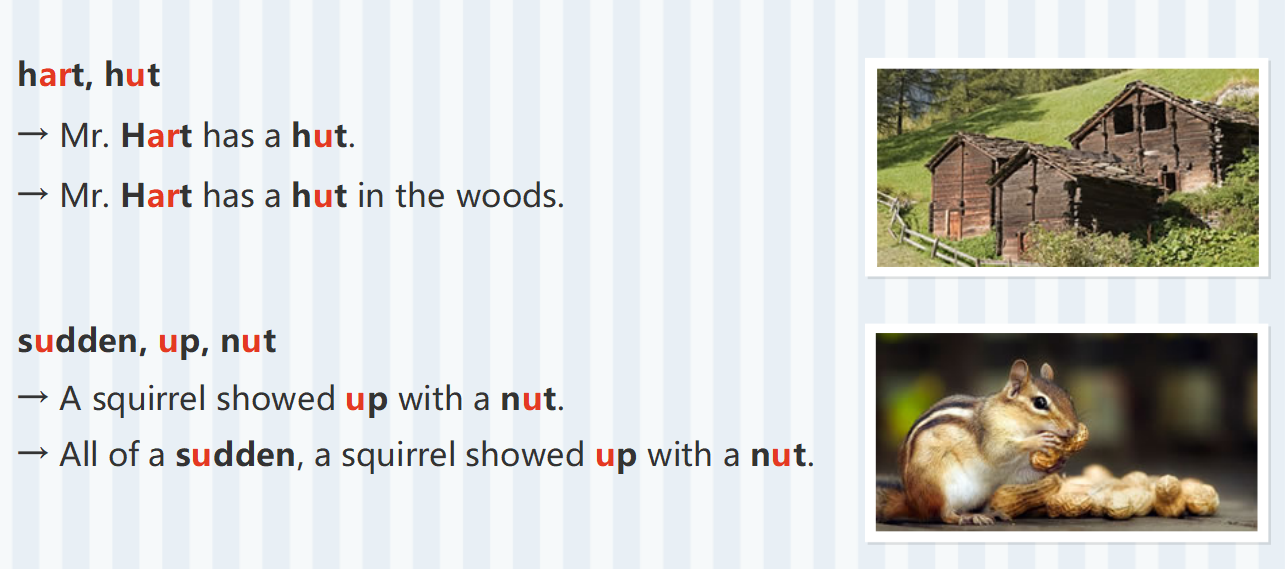 hart, hut
→ Mr. Hart has a hut.
→ Mr. Hart has a hut in the woods.
sudden, up, nut
→ A squirrel showed up with a nut.
→ All of a sudden, a squirrel showed up with a nut.